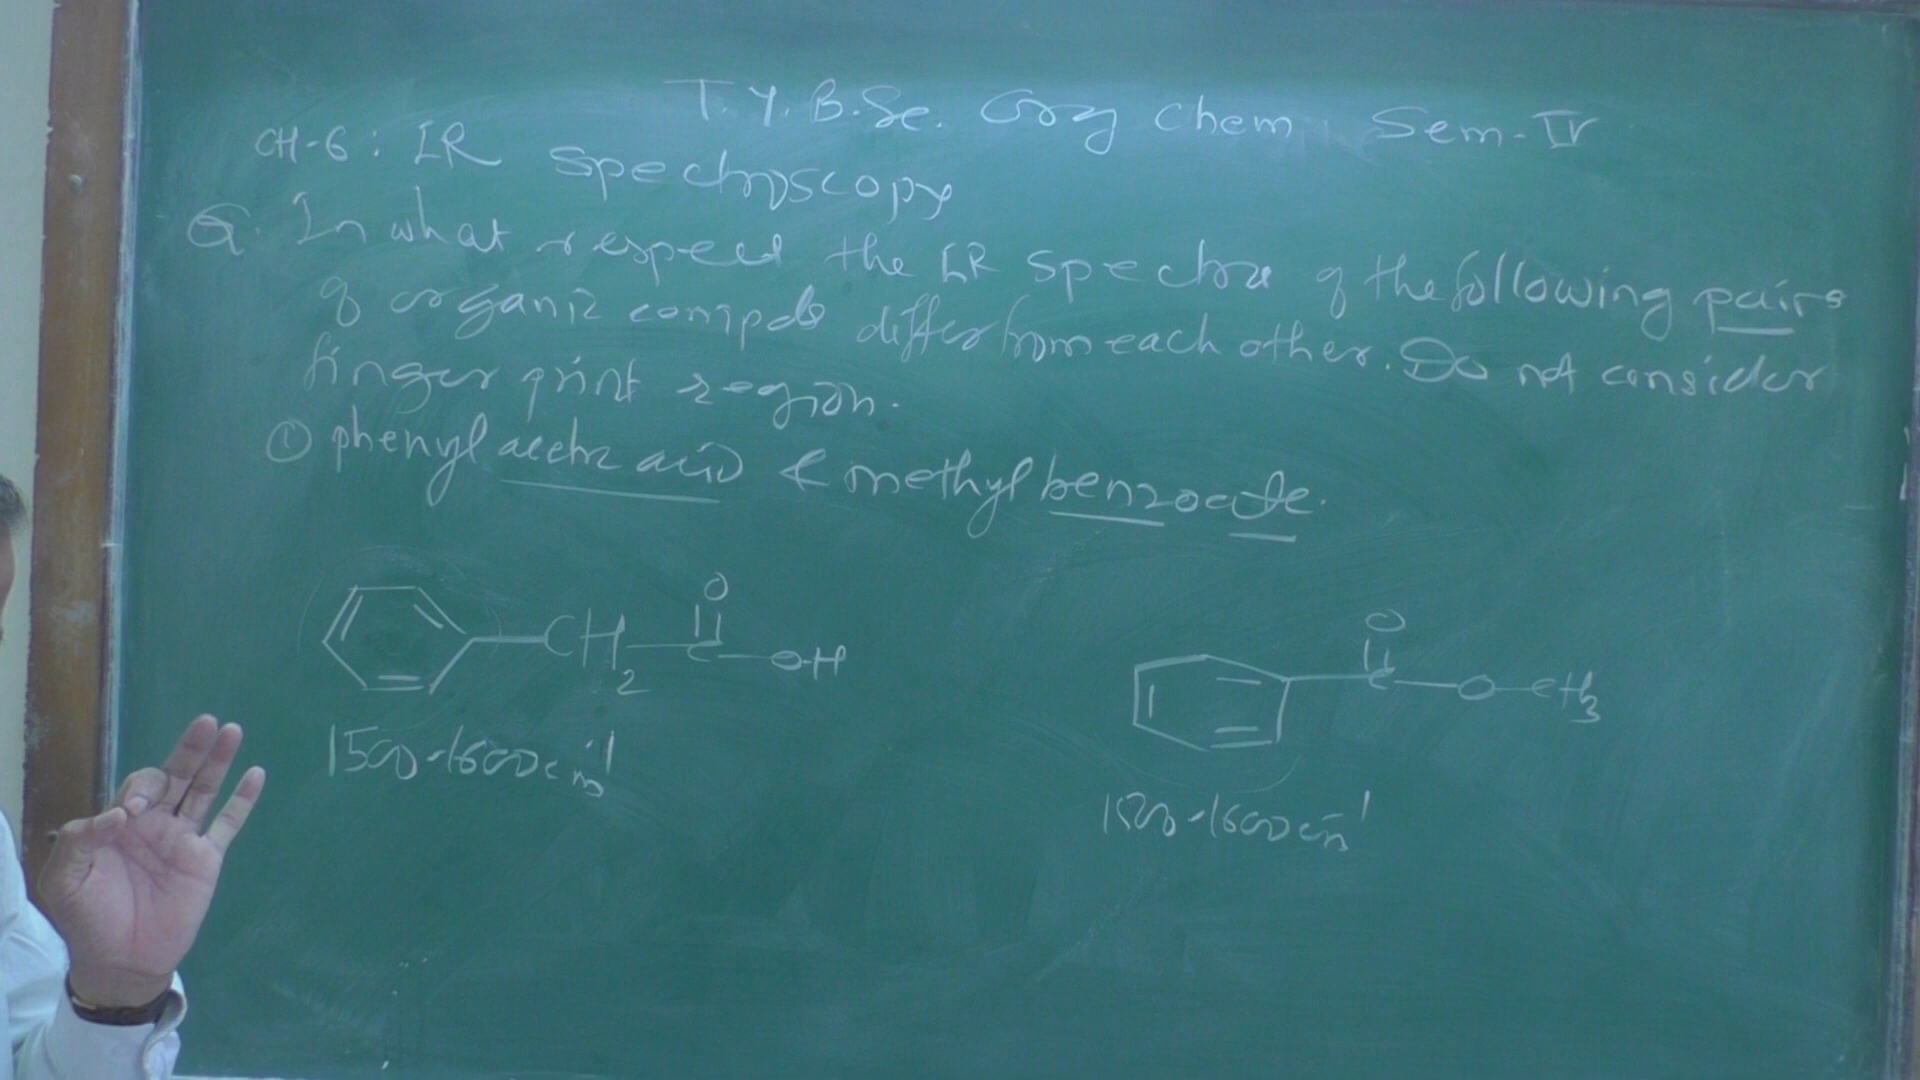 T.Y.B.Sc. Org Chem. Sem-IV
CH-6: IR Spectroscopy
Q. In what respect the IR spectra of the following pairs
of organic compds differ from each other. Do not consider
finger print region.
① phenyl acetic acid & methyl benzoate.
O
CH2 C O-H
O
C O CH3
1500-1600 cm-1
1500-1600 cm-1